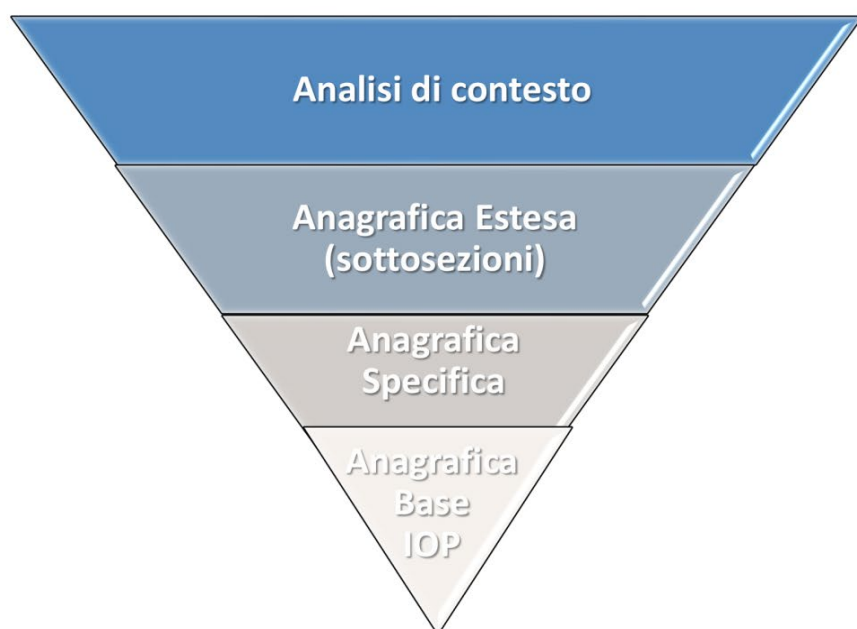 Analisi di contesto
Anagrafica Estesa
(sottosezioni)
Anagrafica
Specifica
Anagrafica
Base
IOP